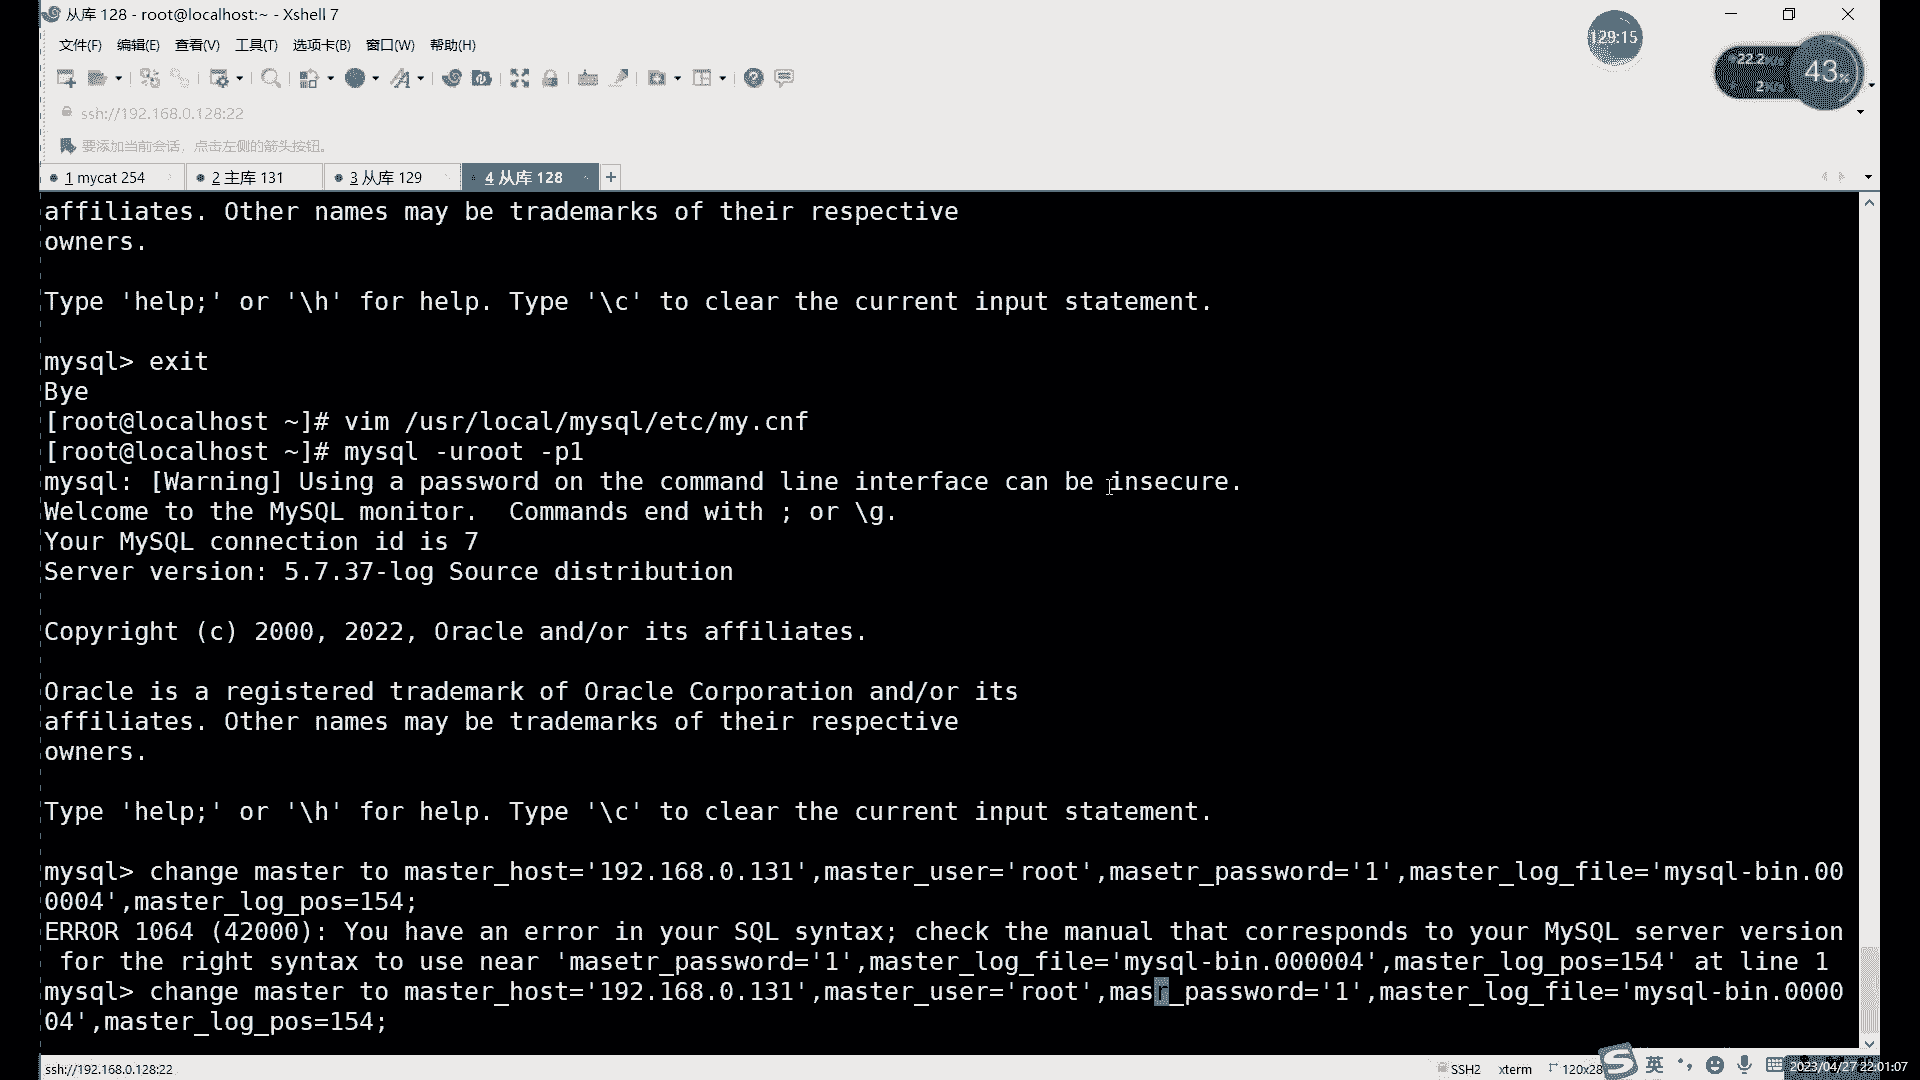 从库 128 - root@localhost:~ - Xshell 7
129:15
文件(F) 编辑(E) 查看(V) 工具(T) 选项卡(B) 窗口(W) 帮助(H)
22.2K/s
2K/s
43%
ssh://192.168.0.128:22
要添加当前会话，点击左侧的箭头按钮。
1 mycat 254 2 主库 131 3 从库 129 4 从库 128
affiliates. Other names may be trademarks of their respective
owners.
Type 'help;' or '\h' for help. Type '\c' to clear the current input statement.
mysql> exit
Bye
[root@localhost ~]# vim /usr/local/mysql/etc/my.cnf
[root@localhost ~]# mysql -uroot -p1
mysql: [Warning] Using a password on the command line interface can be insecure.
Welcome to the MySQL monitor.  Commands end with ; or \g.
Your MySQL connection id is 7
Server version: 5.7.37-log Source distribution
Copyright (c) 2000, 2022, Oracle and/or its affiliates.
Oracle is a registered trademark of Oracle Corporation and/or its
affiliates. Other names may be trademarks of their respective
owners.
Type 'help;' or '\h' for help. Type '\c' to clear the current input statement.
mysql> change master to master_host='192.168.0.131',master_user='root',masetr_password='1',master_log_file='mysql-bin.00
0004',master_log_pos=154;
ERROR 1064 (42000): You have an error in your SQL syntax; check the manual that corresponds to your MySQL server version
 for the right syntax to use near 'masetr_password='1',master_log_file='mysql-bin.000004',master_log_pos=154' at line 1
mysql> change master to master_host='192.168.0.131',master_user='root',masr_password='1',master_log_file='mysql-bin.0000
04',master_log_pos=154;
ssh://192.168.0.128:22 SSH2 xterm 120x28 英 2023/04/27 22:01:07